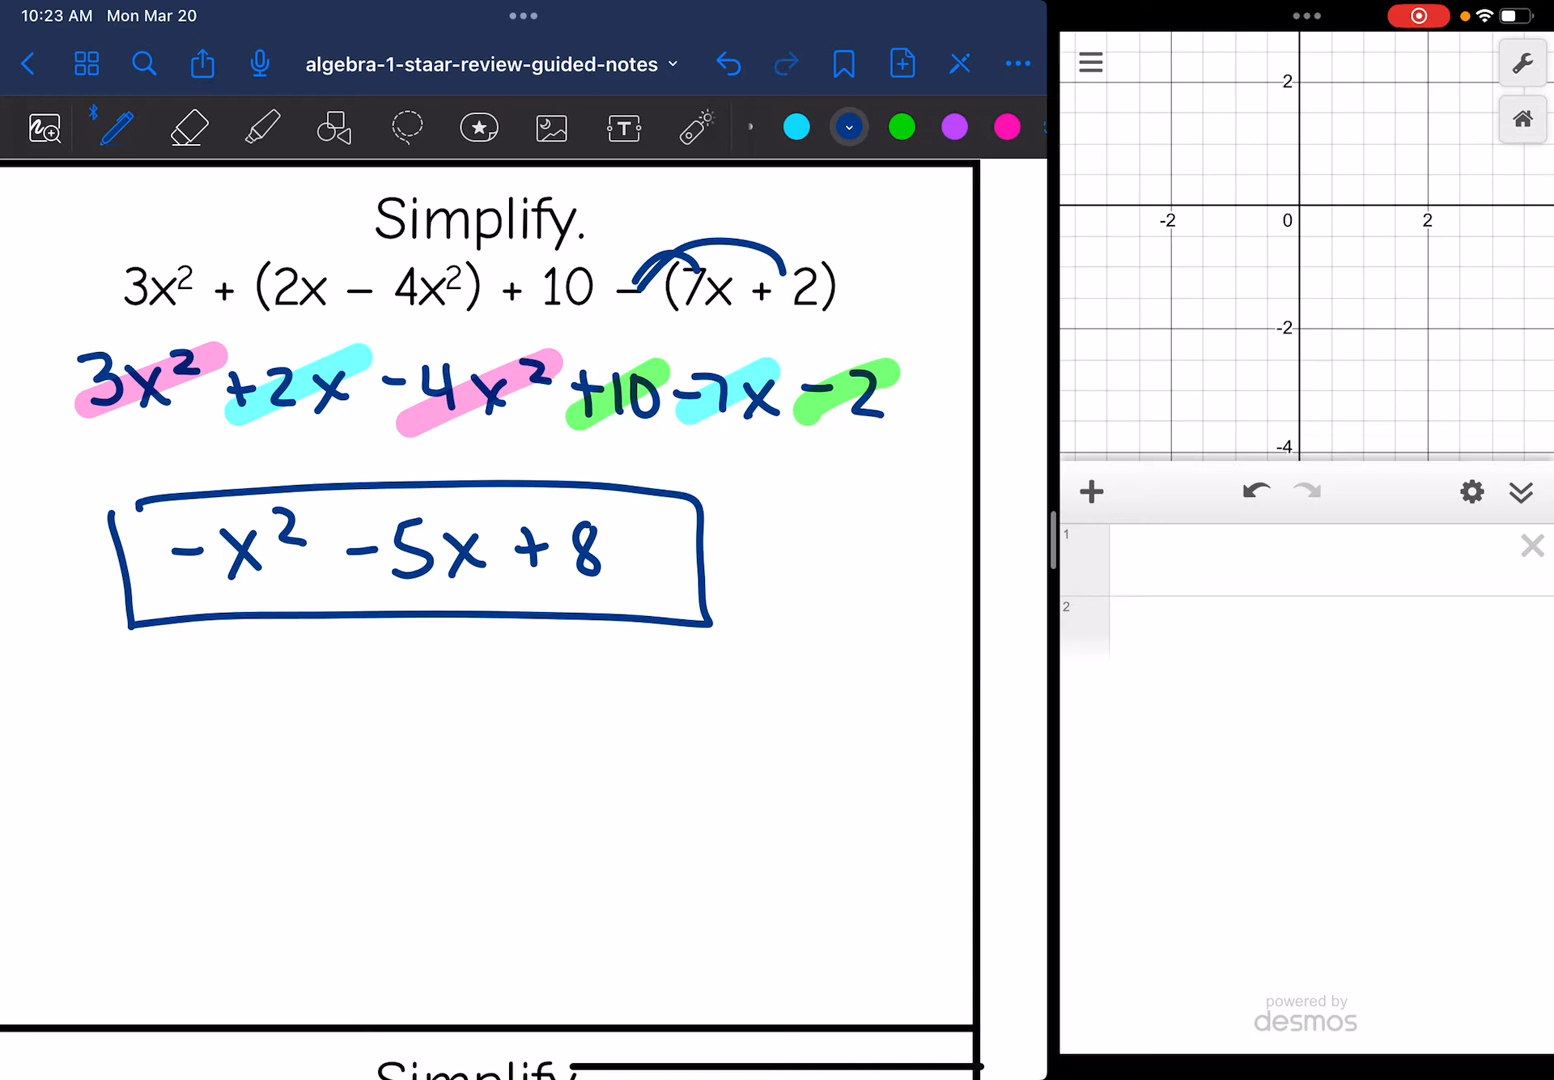 10:23 AM Mon Mar 20
algebra-1-staar-review-guided-notes
Simplify.
3x² + (2x − 4x²) + 10 − (7x + 2)
3x² +2x -4x² +10 -7x -2
-x² -5x +8
Simplify
2
-2 0 2
-2
-4
1
2
powered by
desmos